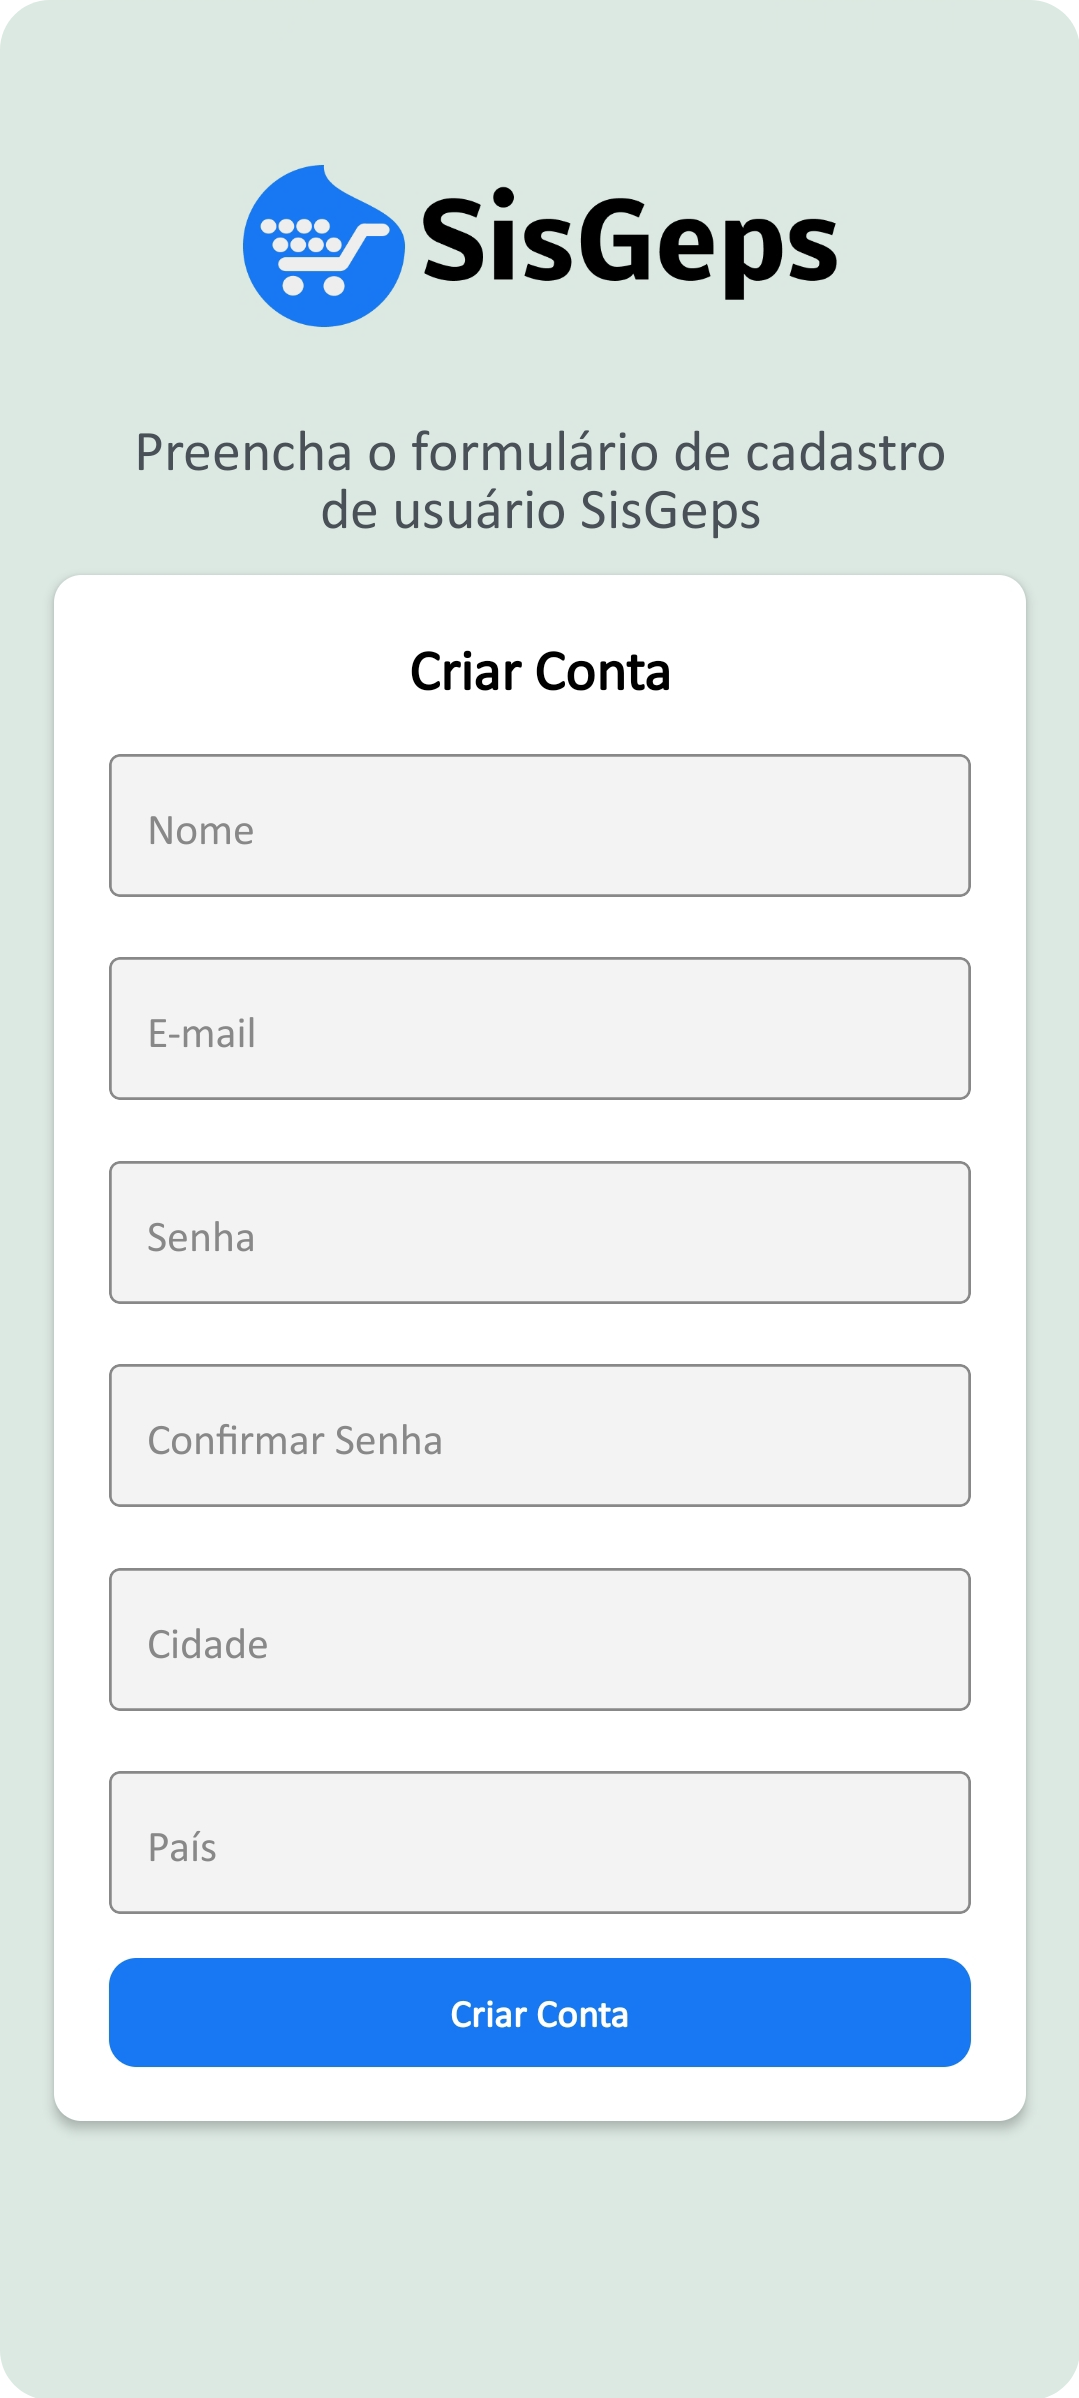 SisGeps
Preencha o formulário de cadastro
de usuário SisGeps
Criar Conta
Nome
E-mail
Senha
Confirmar Senha
Cidade
País
Criar Conta